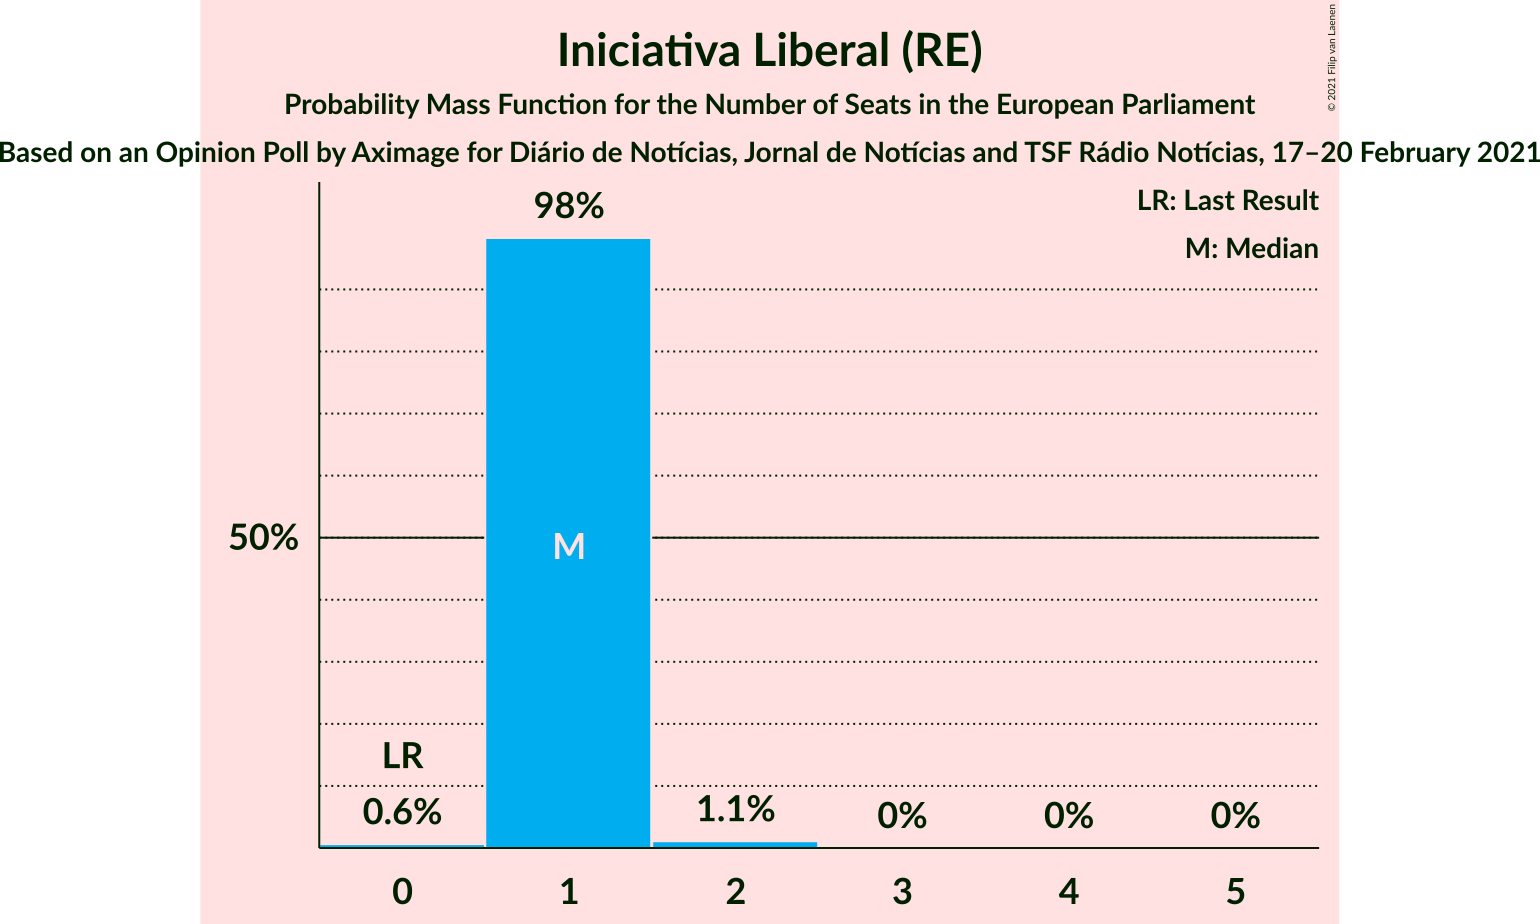 Iniciativa Liberal (RE)
Probability Mass Function for the Number of Seats in the European Parliament
Based on an Opinion Poll by Aximage for Diário de Notícias, Jornal de Notícias and TSF Rádio Notícias, 17–20 February 2021
© 2021 Filip van Laenen
LR: Last Result
M: Median
98%
50%
M
LR
0.6%
1.1%
0%
0%
0%
0
1
2
3
4
5